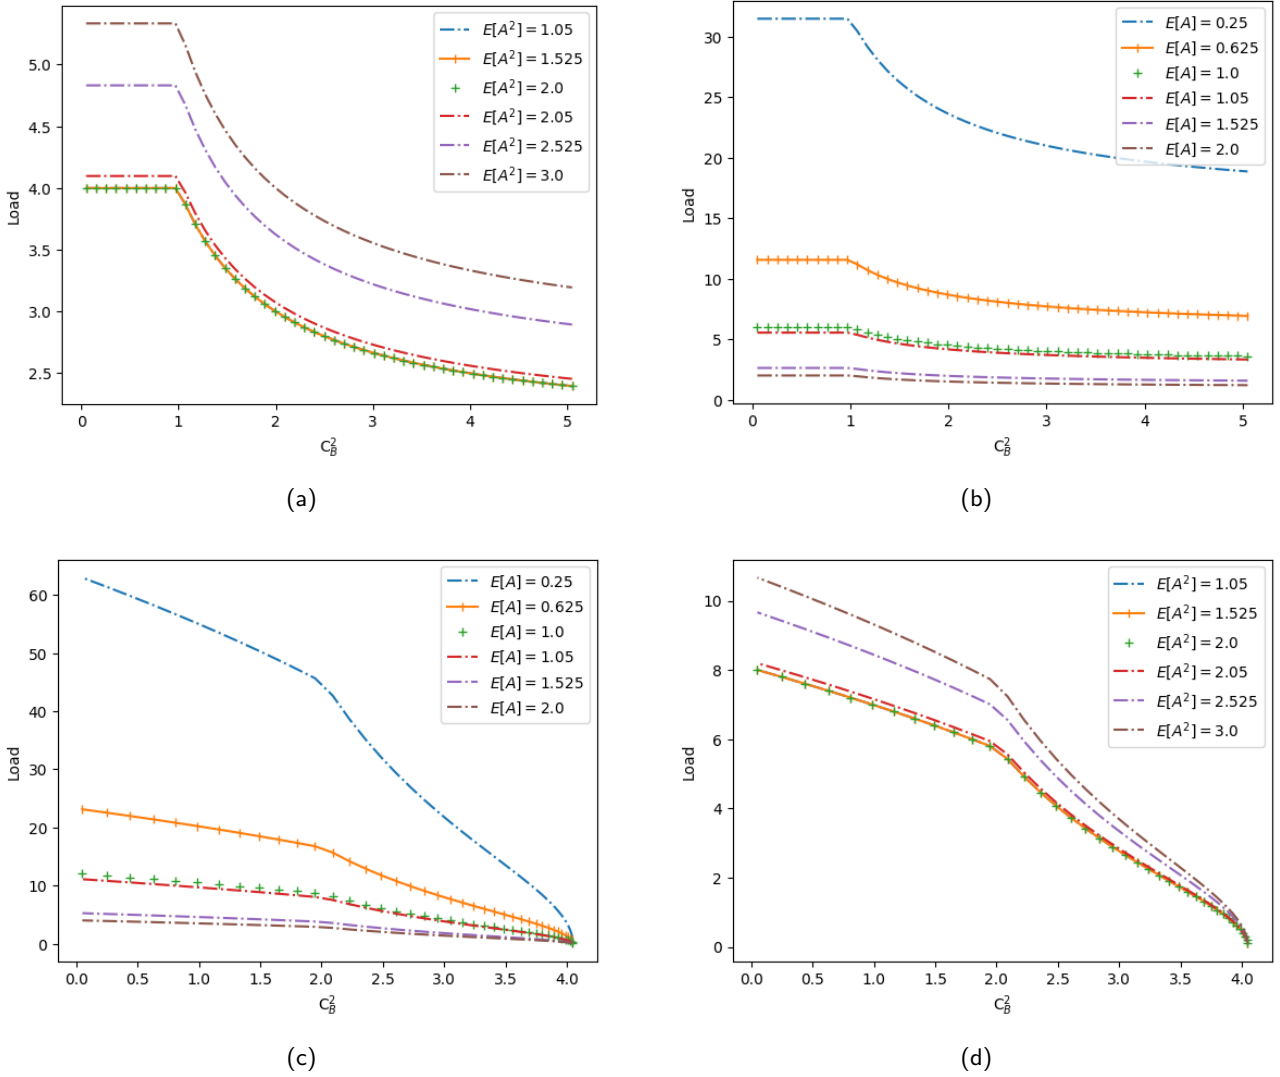 5.0
4.5
4.0
3.5
3.0
2.5
Load
0 1 2 3 4 5
C_B^2
E[A^2] = 1.05
E[A^2] = 1.525
E[A^2] = 2.0
E[A^2] = 2.05
E[A^2] = 2.525
E[A^2] = 3.0
(a)
30
25
20
15
10
5
0
Load
0 1 2 3 4 5
C_B^2
E[A] = 0.25
E[A] = 0.625
E[A] = 1.0
E[A] = 1.05
E[A] = 1.525
E[A] = 2.0
(b)
60
50
40
30
20
10
0
Load
0.0 0.5 1.0 1.5 2.0 2.5 3.0 3.5 4.0
C_B^2
E[A] = 0.25
E[A] = 0.625
E[A] = 1.0
E[A] = 1.05
E[A] = 1.525
E[A] = 2.0
(c)
10
8
6
4
2
0
Load
0.0 0.5 1.0 1.5 2.0 2.5 3.0 3.5 4.0
C_B^2
E[A^2] = 1.05
E[A^2] = 1.525
E[A^2] = 2.0
E[A^2] = 2.05
E[A^2] = 2.525
E[A^2] = 3.0
(d)